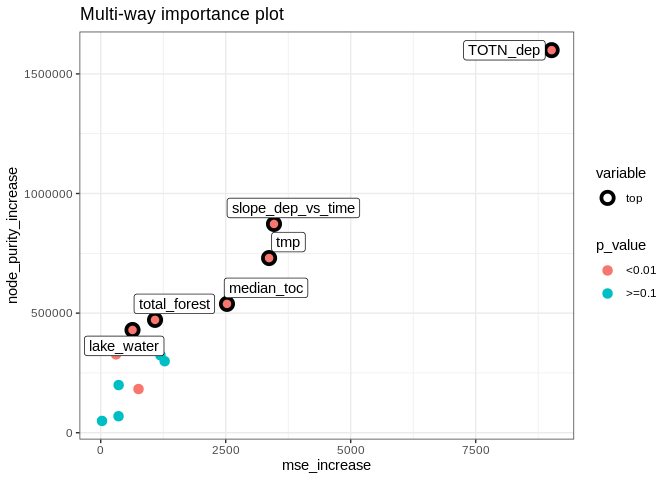 Multi-way importance plot
TOTN_dep
1500000
variable
top
1000000
slope_dep_vs_time
tmp
p_value
<0.01
>=0.1
node_purity_increase
median_toc
total_forest
500000
lake_water
0
0
2500
5000
7500
mse_increase